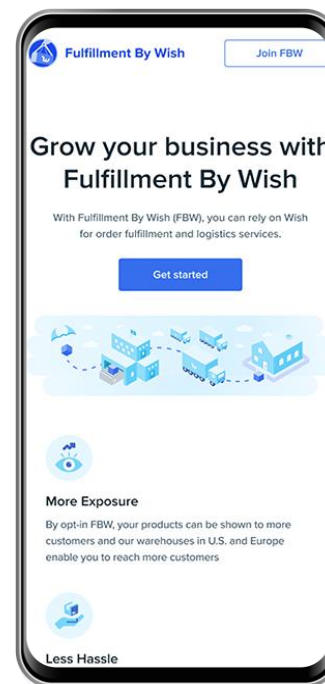 Fulfillment By Wish
Join FBW
Grow your business with
Fulfillment By Wish
With Fulfillment By Wish (FBW), you can rely on Wish
for order fulfillment and logistics services.
Get started
More Exposure
By opt-in FBW, your products can be shown to more
customers and our warehouses in U.S. and Europe
enable you to reach more customers
Less Hassle